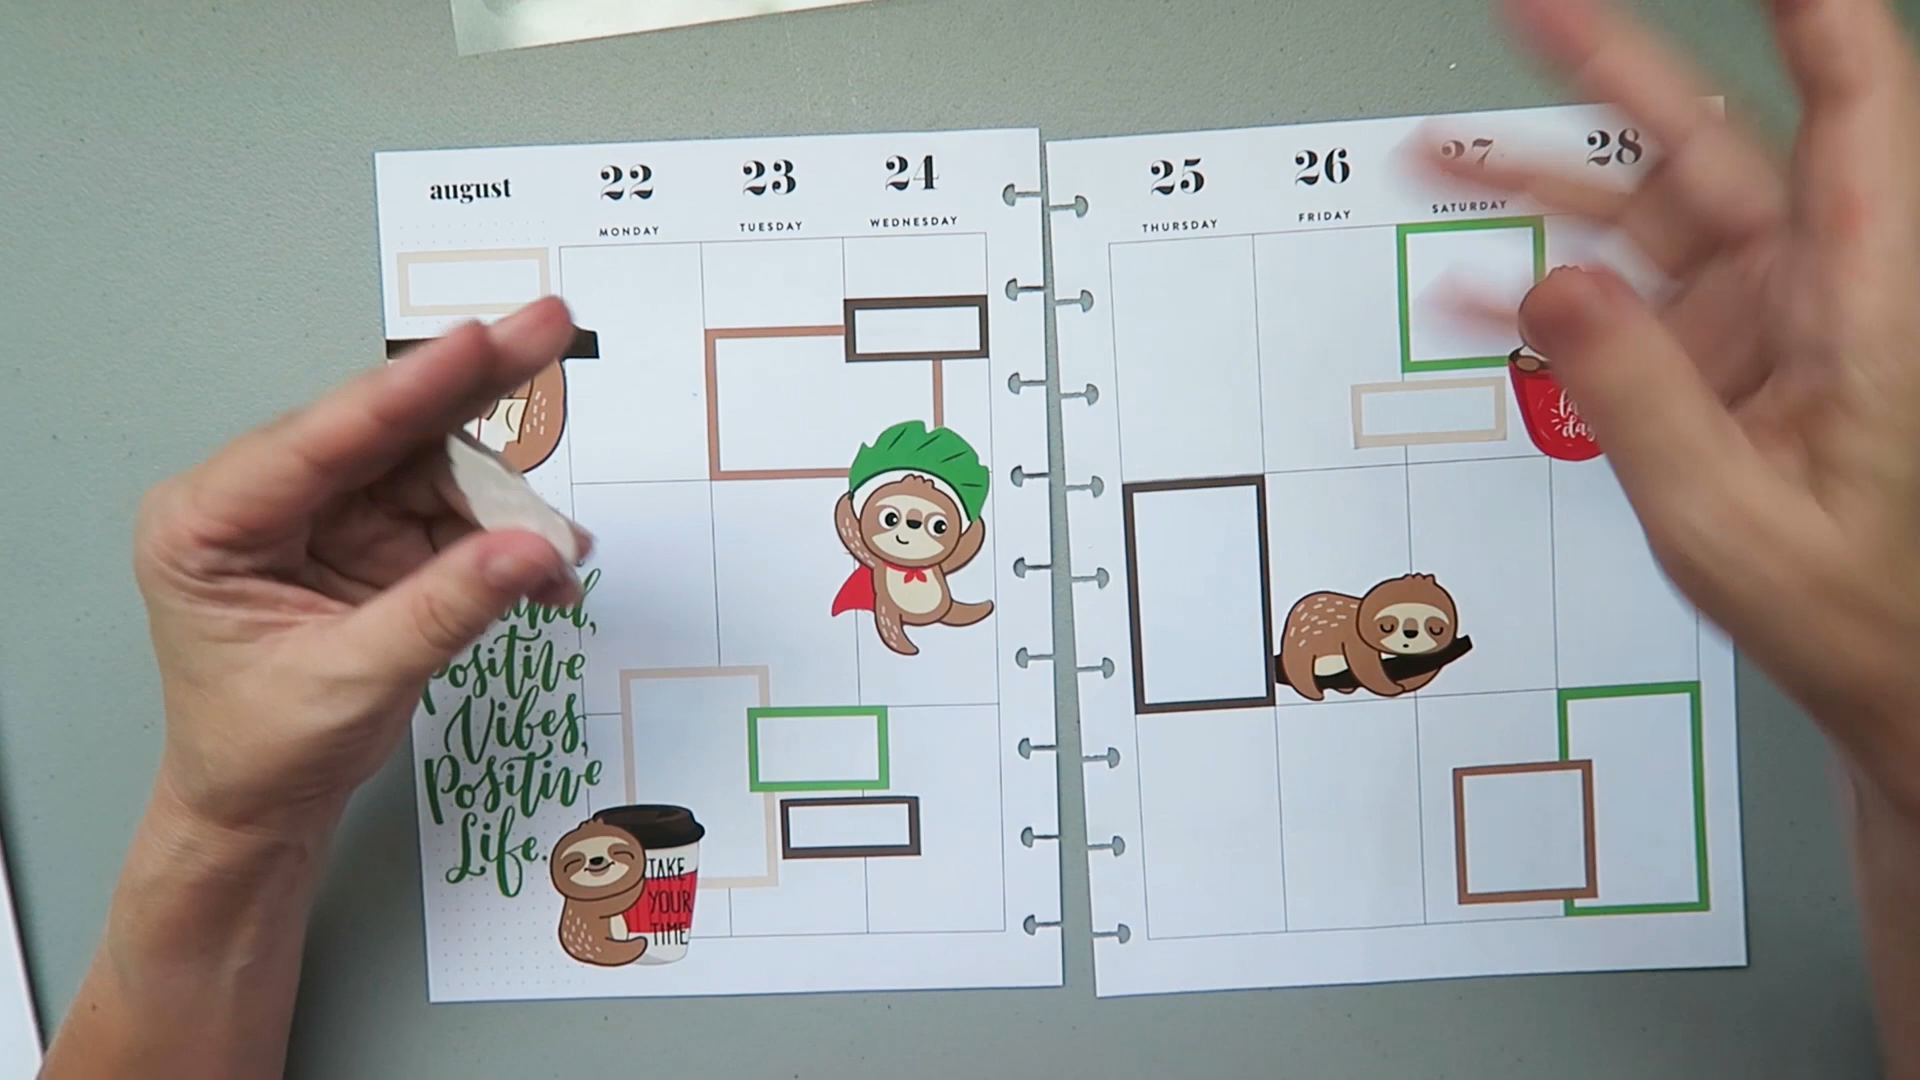 august
22
MONDAY
23
TUESDAY
24
WEDNESDAY
25
THURSDAY
26
FRIDAY
27
SATURDAY
28
Positive
Vibes,
Positive
Life.
TAKE
YOUR
TIME